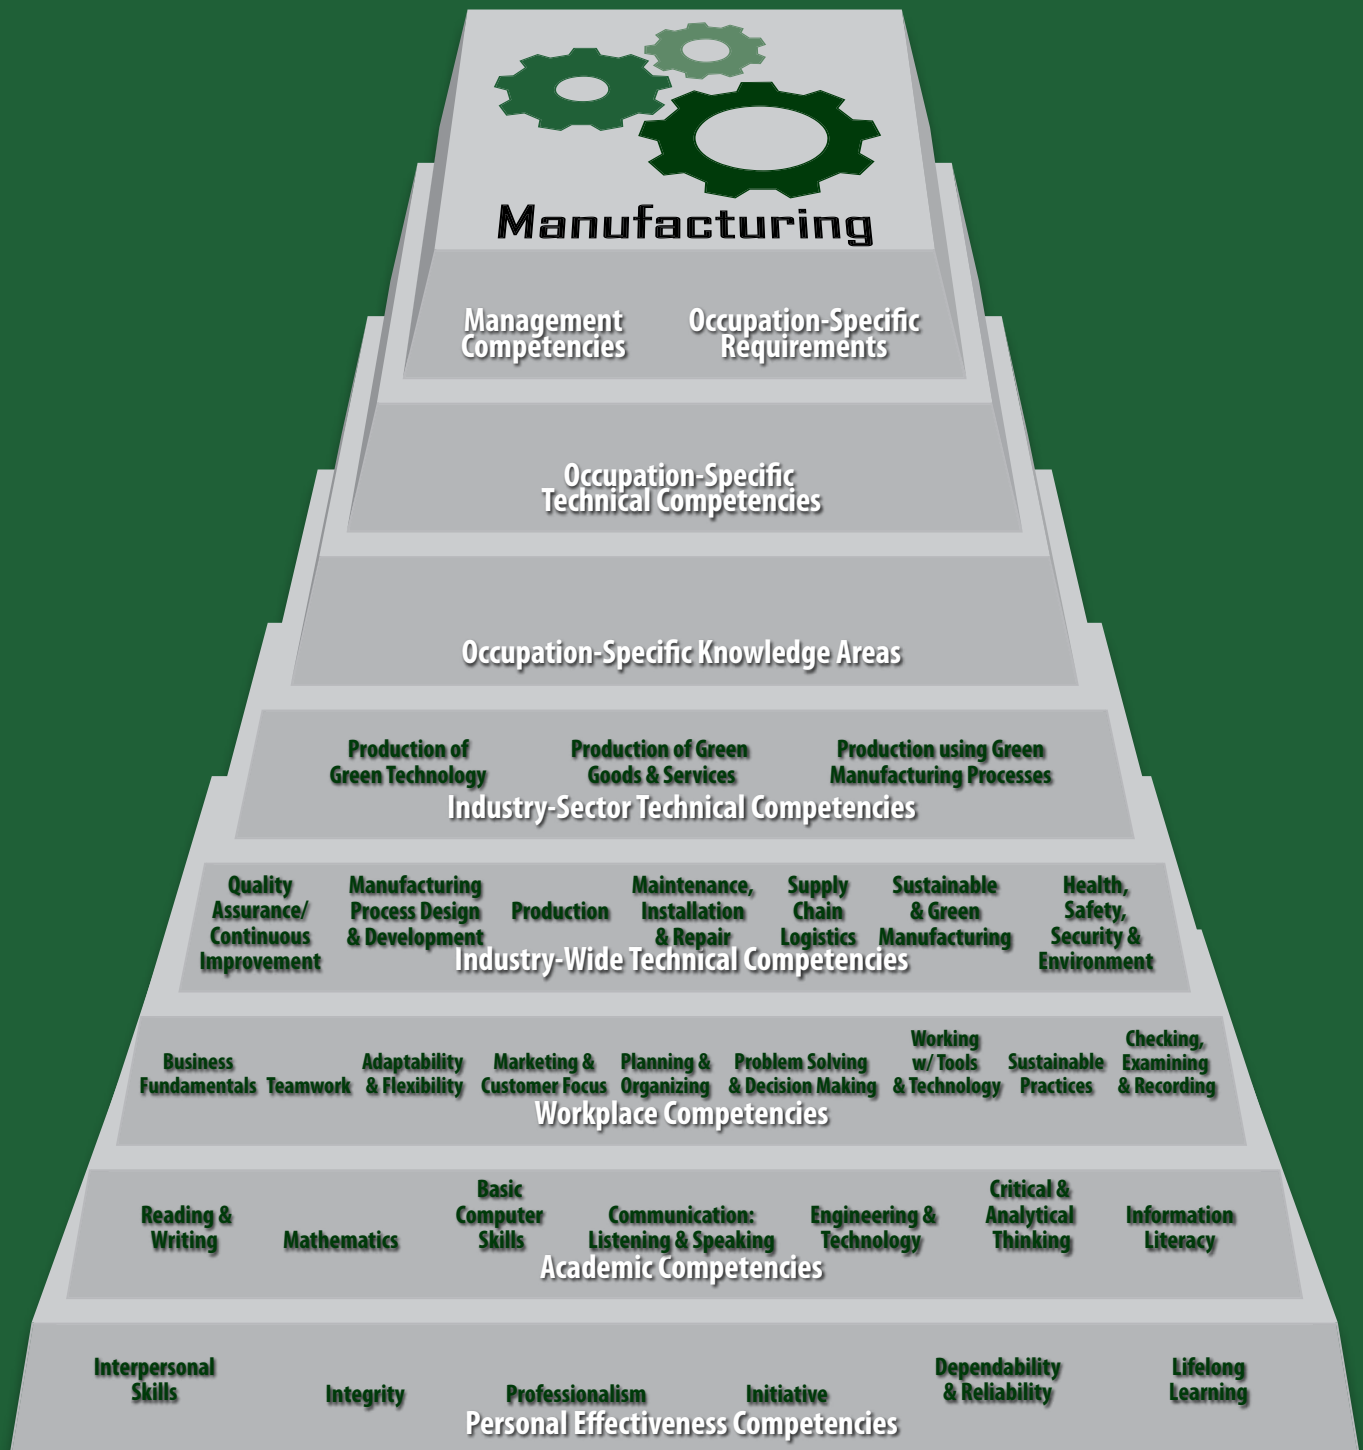 Manufacturing
Management
Competencies
Occupation-Specific
Requirements
Occupation-Specific
Technical Competencies
Occupation-Specific Knowledge Areas
Production of
Green Technology
Production of Green
Goods & Services
Production using Green
Manufacturing Processes
Industry-Sector Technical Competencies
Quality
Assurance/
Continuous
Improvement
Manufacturing
Process Design
& Development
Production
Maintenance,
Installation
& Repair
Supply
Chain
Logistics
Sustainable
& Green
Manufacturing
Health,
Safety,
Security &
Environment
Industry-Wide Technical Competencies
Business
Fundamentals
Teamwork
Adaptability
& Flexibility
Marketing &
Customer Focus
Planning &
Organizing
Problem Solving
& Decision Making
Working
w/ Tools
& Technology
Sustainable
Practices
Checking,
Examining
& Recording
Workplace Competencies
Reading &
Writing
Mathematics
Basic
Computer
Skills
Communication:
Listening & Speaking
Engineering &
Technology
Critical &
Analytical
Thinking
Information
Literacy
Academic Competencies
Interpersonal
Skills
Integrity
Professionalism
Initiative
Dependability
& Reliability
Lifelong
Learning
Personal Effectiveness Competencies